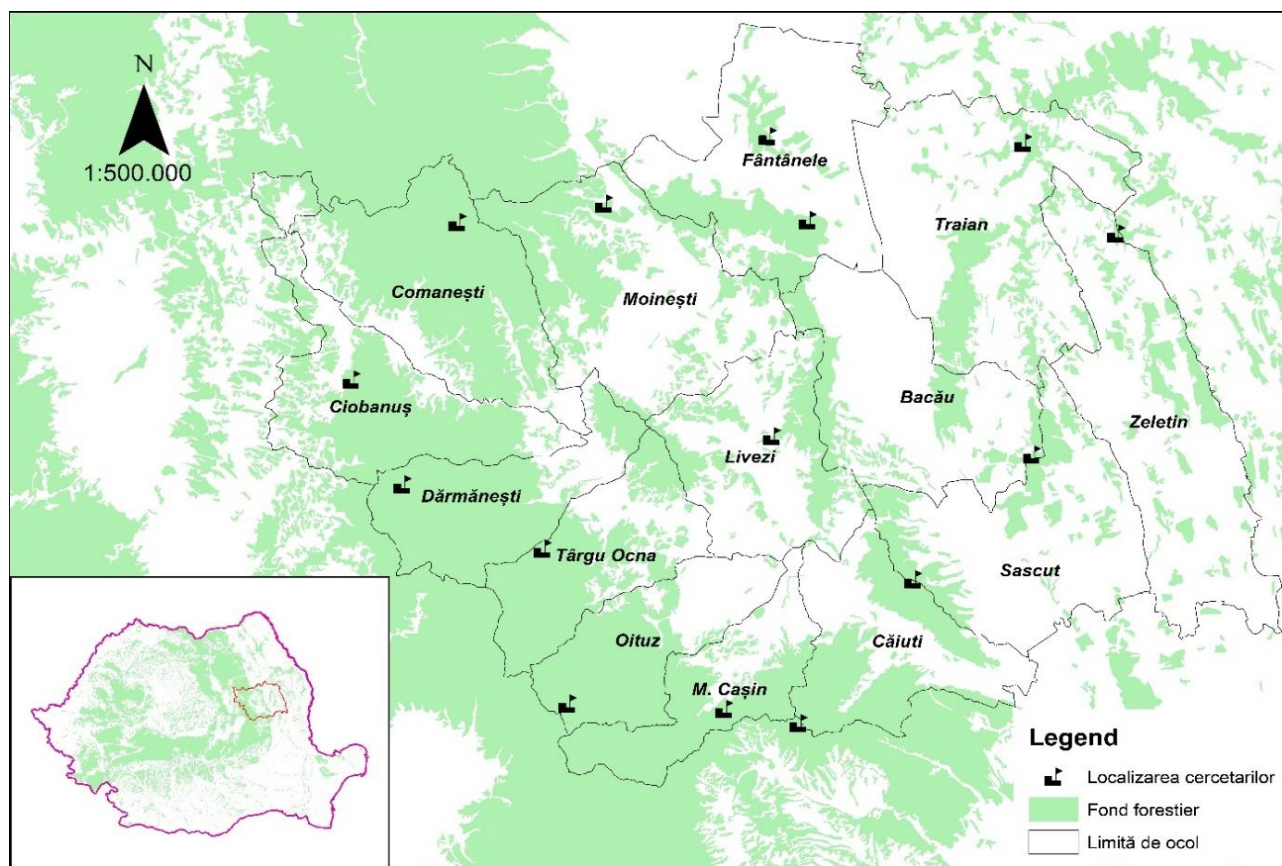 N
1:500.000
Fântânele
Traian
Comanești
Moinești
Ciobanuș
Bacău
Zeletin
Livezi
Dărmănești
Târgu Ocna
Sascut
Oituz
Căiuti
M. Cașin
Legend
Localizarea cercetarilor
Fond forestier
Limită de ocol